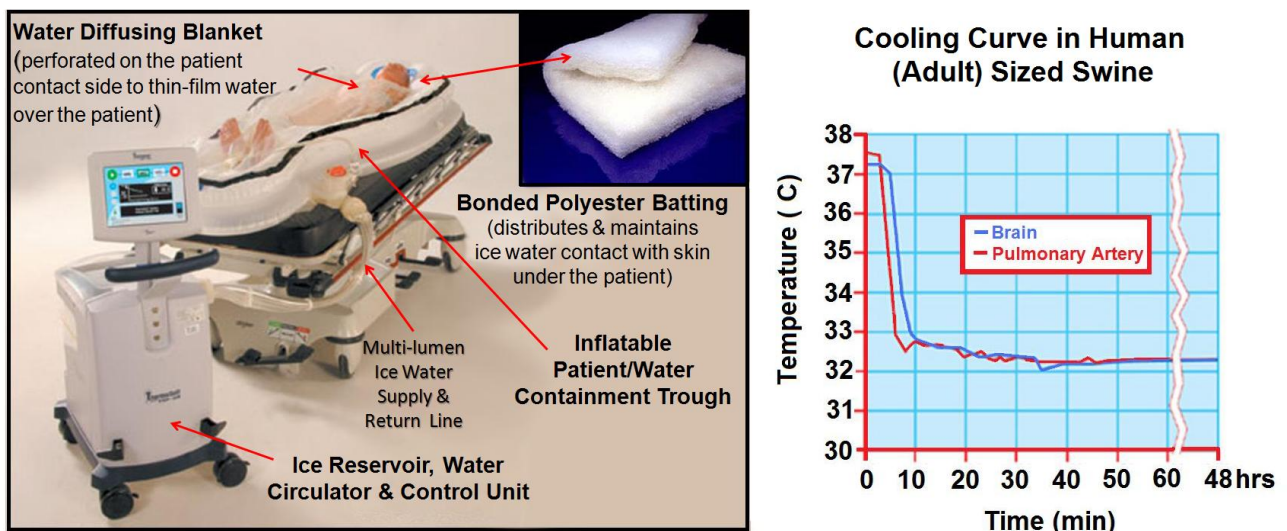 Water Diffusing Blanket
(perforated on the patient
contact side to thin-film water
over the patient)
Bonded Polyester Batting
(distributes & maintains
ice water contact with skin
under the patient)
Multi-lumen
Ice Water
Supply &
Return Line
Inflatable
Patient/Water
Containment Trough
Ice Reservoir, Water
Circulator & Control Unit
Cooling Curve in Human
(Adult) Sized Swine
Temperature ( C)
38
37
36
35
34
33
32
31
30
Brain
Pulmonary Artery
0 10 20 30 40 50 60 48 hrs
Time (min)